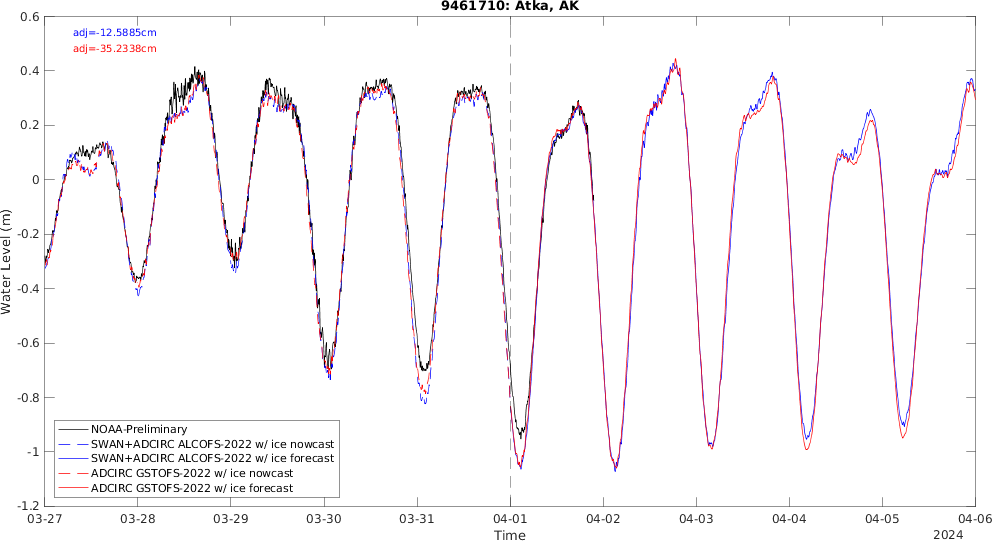 9461710: Atka, AK
adj=-12.5885cm
adj=-35.2338cm
0.6
0.4
0.2
0
-0.2
-0.4
-0.6
-0.8
-1
-1.2
Water Level (m)
NOAA-Preliminary
SWAN+ADCIRC ALCOFS-2022 w/ ice nowcast
SWAN+ADCIRC ALCOFS-2022 w/ ice forecast
ADCIRC GSTOFS-2022 w/ ice nowcast
ADCIRC GSTOFS-2022 w/ ice forecast
03-27 03-28 03-29 03-30 03-31 04-01 04-02 04-03 04-04 04-05 04-06
Time
2024